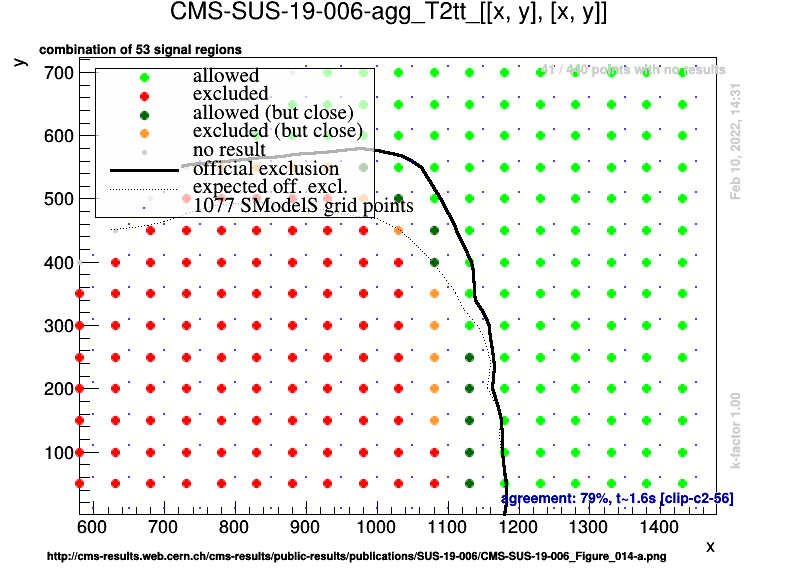 CMS-SUS-19-006-agg_T2tt_[[x, y], [x, y]]
combination of 53 signal regions
41 / 440 points with no results
y
700
600
500
400
300
200
100
allowed
excluded
allowed (but close)
excluded (but close)
no result
official exclusion
expected off. excl.
1077 SModelS grid points
Feb 10, 2022, 14:31
k-factor 1.00
agreement: 79%, t~1.6s [clip-c2-56]
600 700 800 900 1000 1100 1200 1300 1400
x
http://cms-results.web.cern.ch/cms-results/public-results/publications/SUS-19-006/CMS-SUS-19-006_Figure_014-a.png